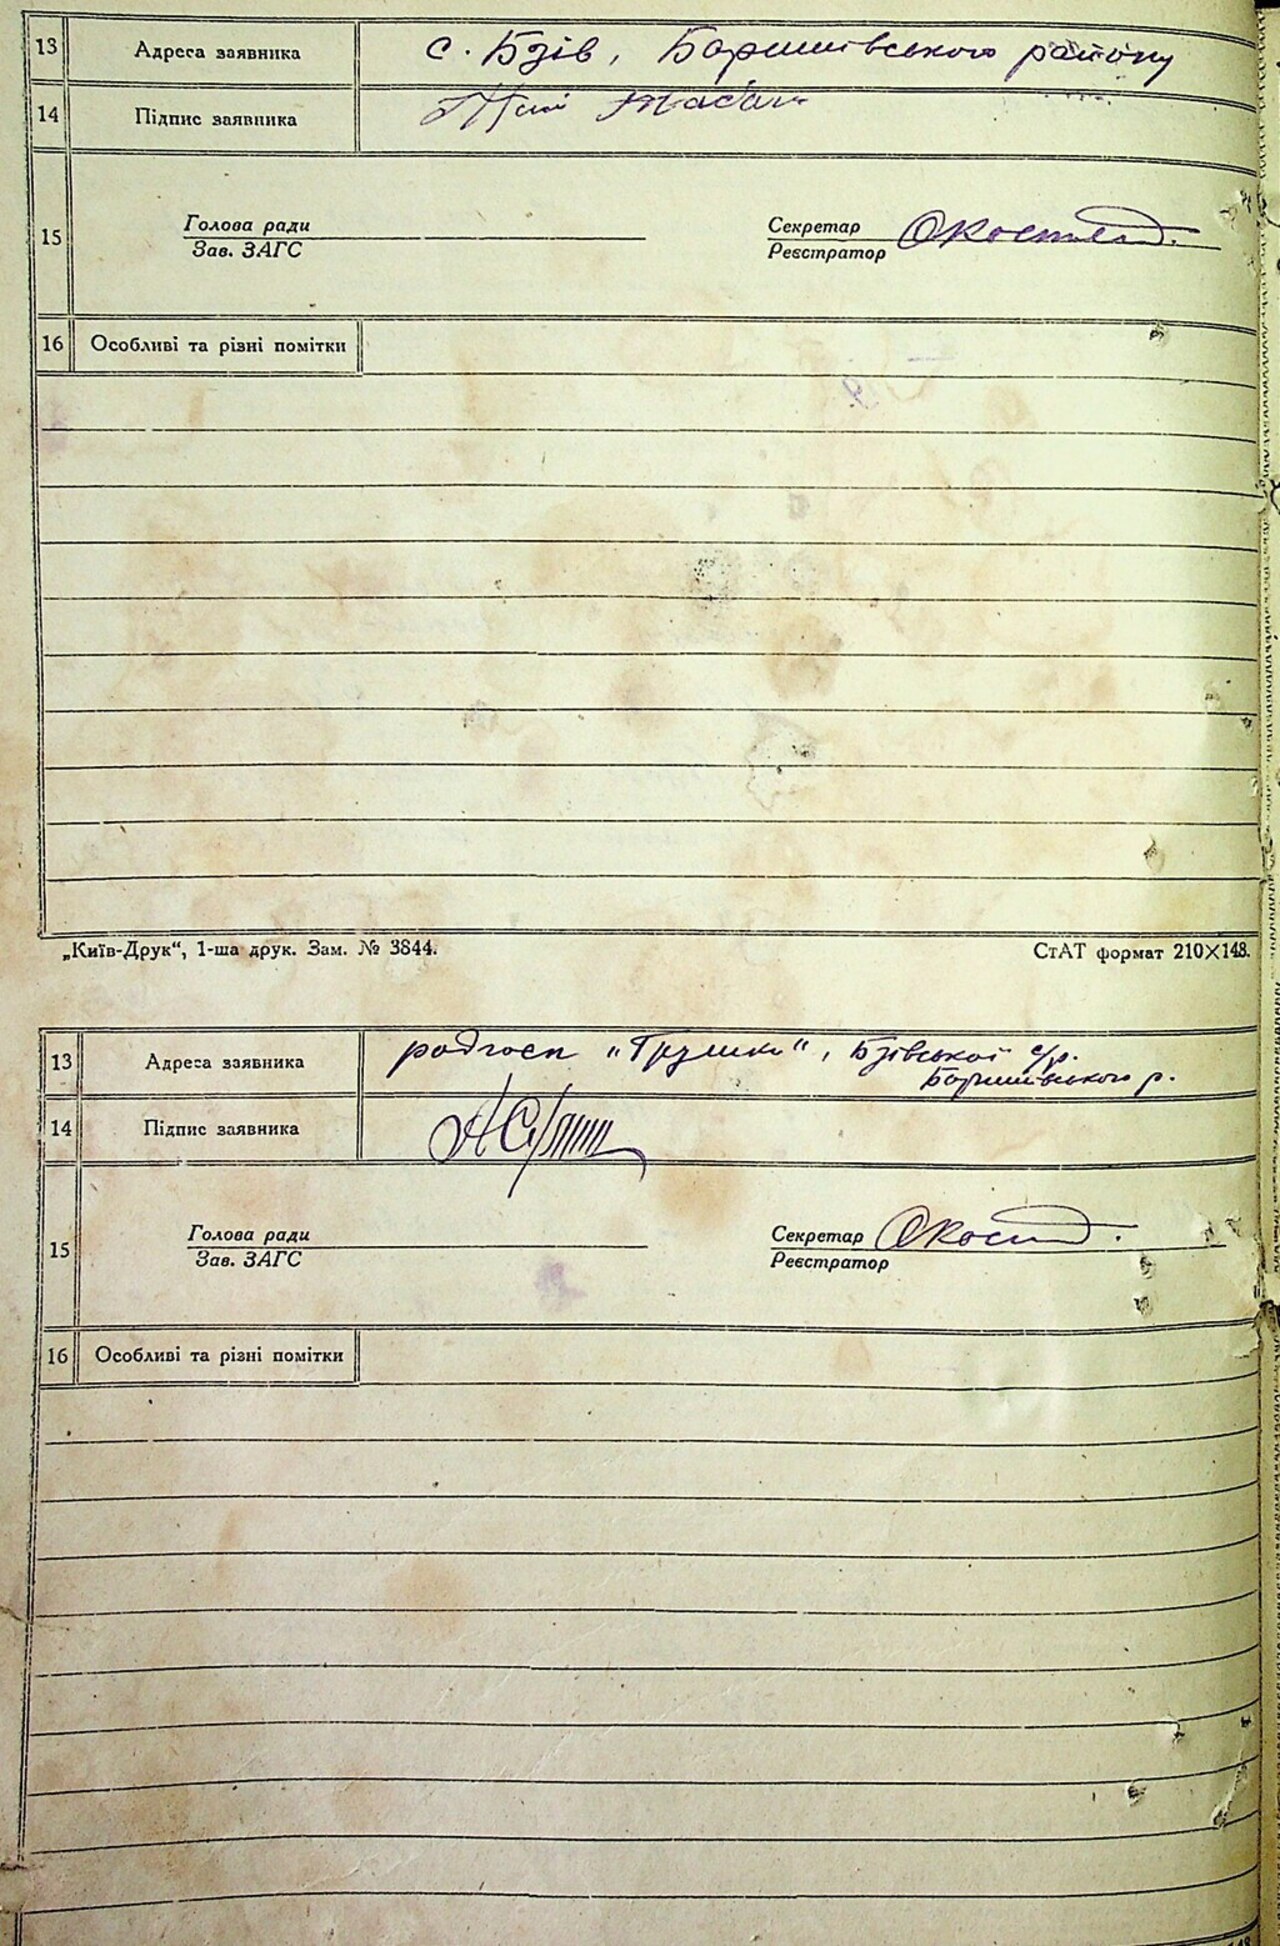 13 Адреса заявника с. Бзів, Баришівського району
14 Підпис заявника
15 Голова ради Секретар
Зав. ЗАГС Реєстратор
16 Особливі та різні помітки
„Київ-Друк“, 1-ша друк. Зам. № 3844. СтАТ формат 210×148.
13 Адреса заявника радгосп „Грушки“, Бзівської с/р.
Баришівського р.
14 Підпис заявника
15 Голова ради Секретар
Зав. ЗАГС Реєстратор
16 Особливі та різні помітки